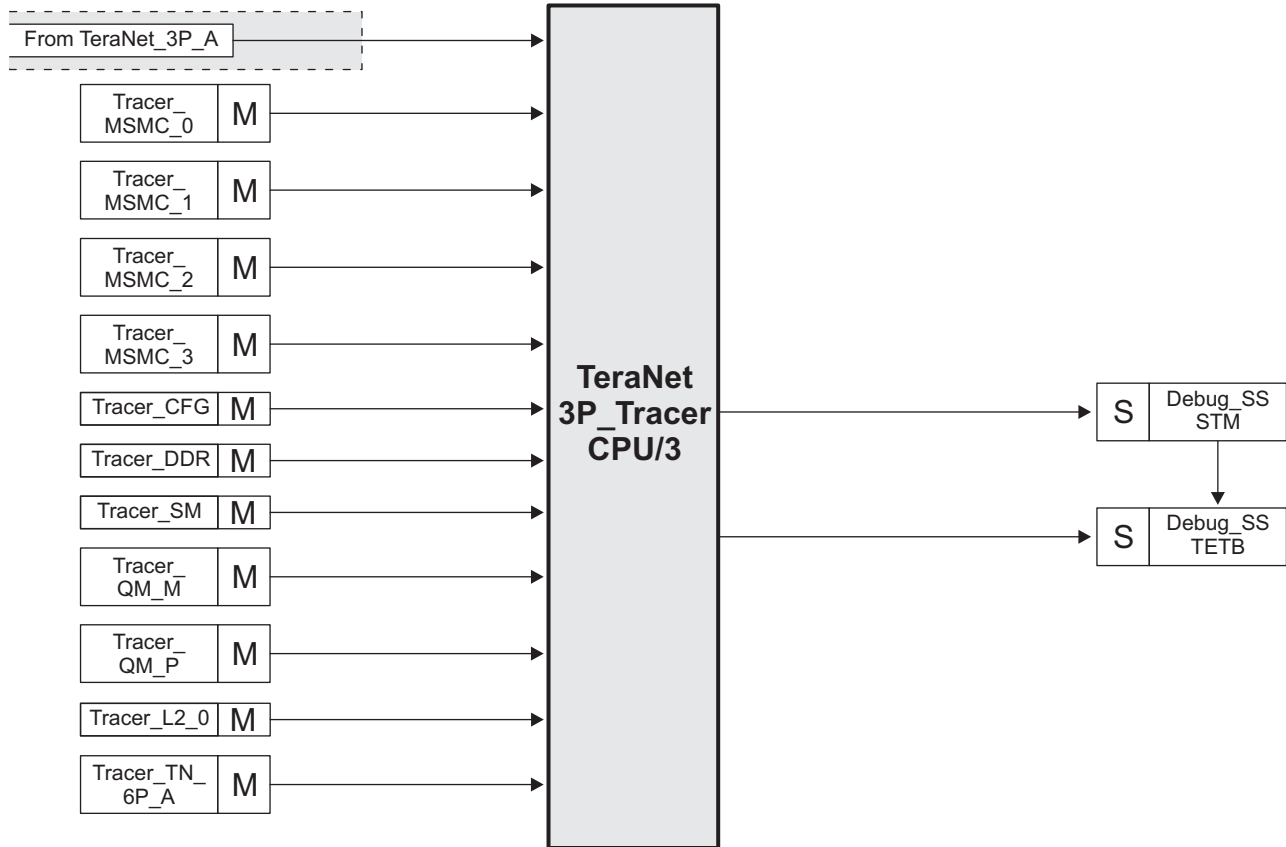 From TeraNet_3P_A
Tracer_
MSMC_0
M
Tracer_
MSMC_1
M
Tracer_
MSMC_2
M
Tracer_
MSMC_3
M
Tracer_CFG
M
Tracer_DDR
M
Tracer_SM
M
Tracer_
QM_M
M
Tracer_
QM_P
M
Tracer_L2_0
M
Tracer_TN_
6P_A
M
TeraNet
3P_Tracer
CPU/3
S
Debug_SS
STM
S
Debug_SS
TETB